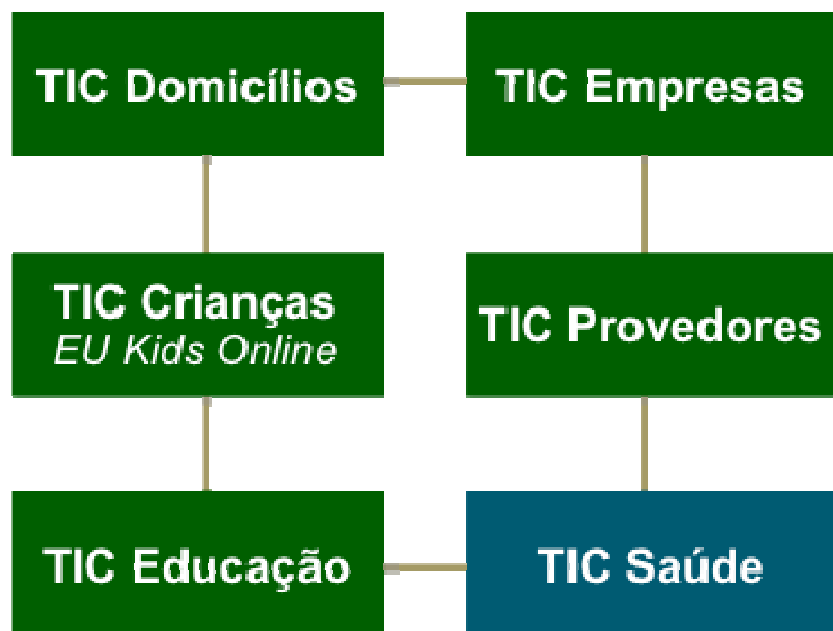 TIC Domicílios
TIC Empresas
TIC Crianças
EU Kids Online
TIC Provedores
TIC Educação
TIC Saúde